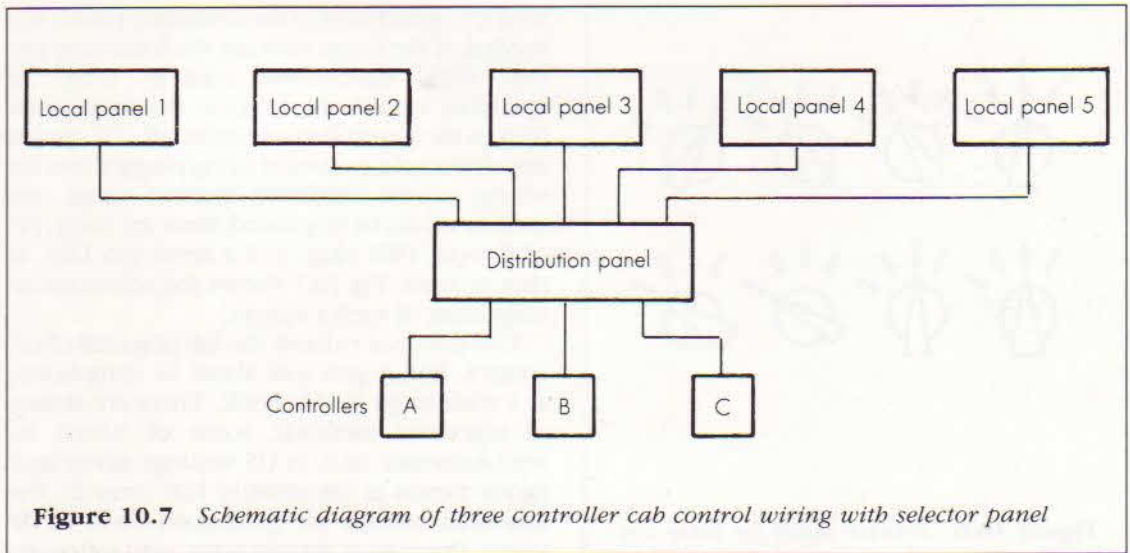 Local panel 1
Local panel 2
Local panel 3
Local panel 4
Local panel 5
Distribution panel
Controllers
A
B
C
Figure 10.7 Schematic diagram of three controller cab control wiring with selector panel